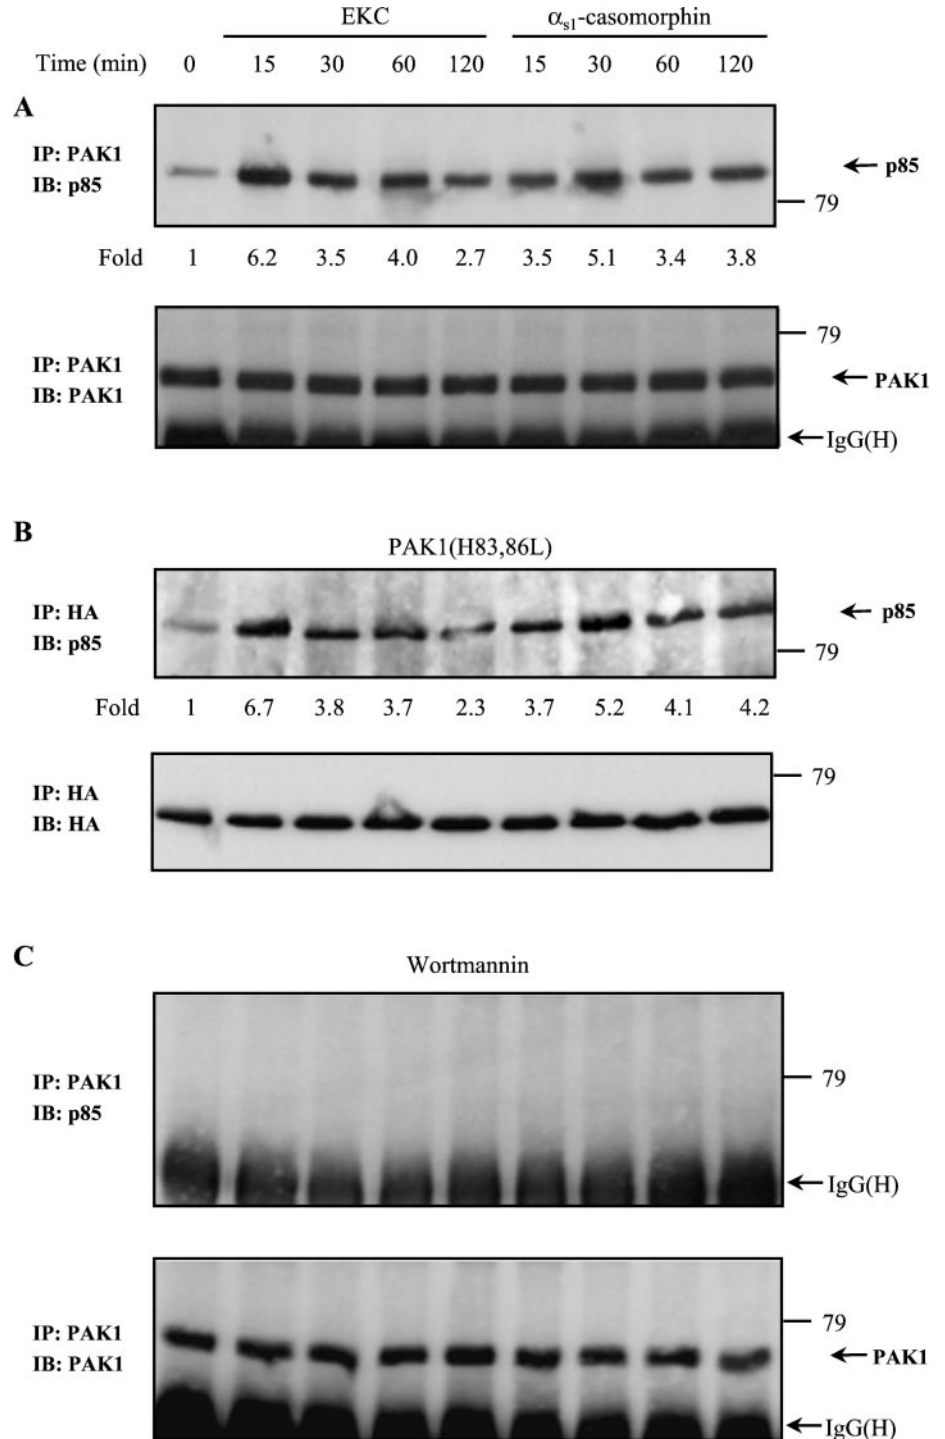 EKC αs1-casomorphin
Time (min) 0 15 30 60 120 15 30 60 120
A
IP: PAK1
IB: p85
p85
79
Fold 1 6.2 3.5 4.0 2.7 3.5 5.1 3.4 3.8
79
IP: PAK1
IB: PAK1
PAK1
IgG(H)
B
PAK1(H83,86L)
IP: HA
IB: p85
p85
79
Fold 1 6.7 3.8 3.7 2.3 3.7 5.2 4.1 4.2
79
IP: HA
IB: HA
C
Wortmannin
79
IP: PAK1
IB: p85
IgG(H)
79
IP: PAK1
IB: PAK1
PAK1
IgG(H)